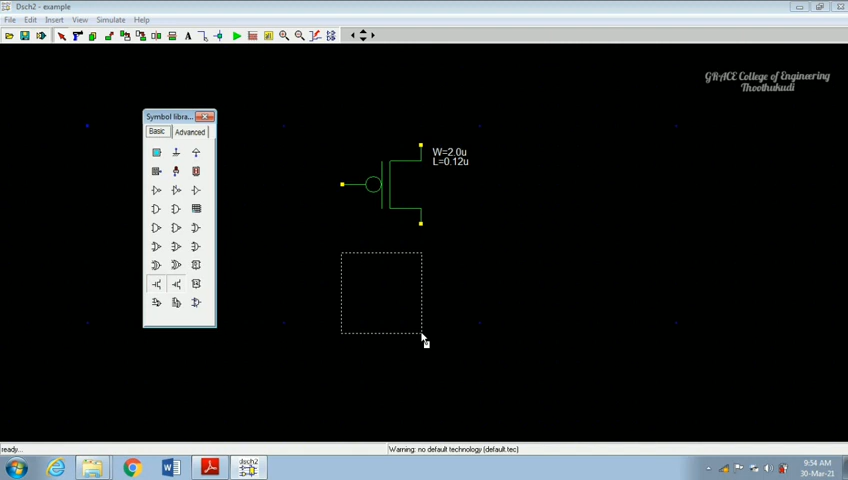 Dsch2 - example
File Edit Insert View Simulate Help
GRACE College of Engineering
Thoothukudi
Symbol libra...
Basic Advanced
W=2.0u
L=0.12u
ready...
Warning: no default technology (default tec)
dsch2
9:54 AM
30-Mar-21